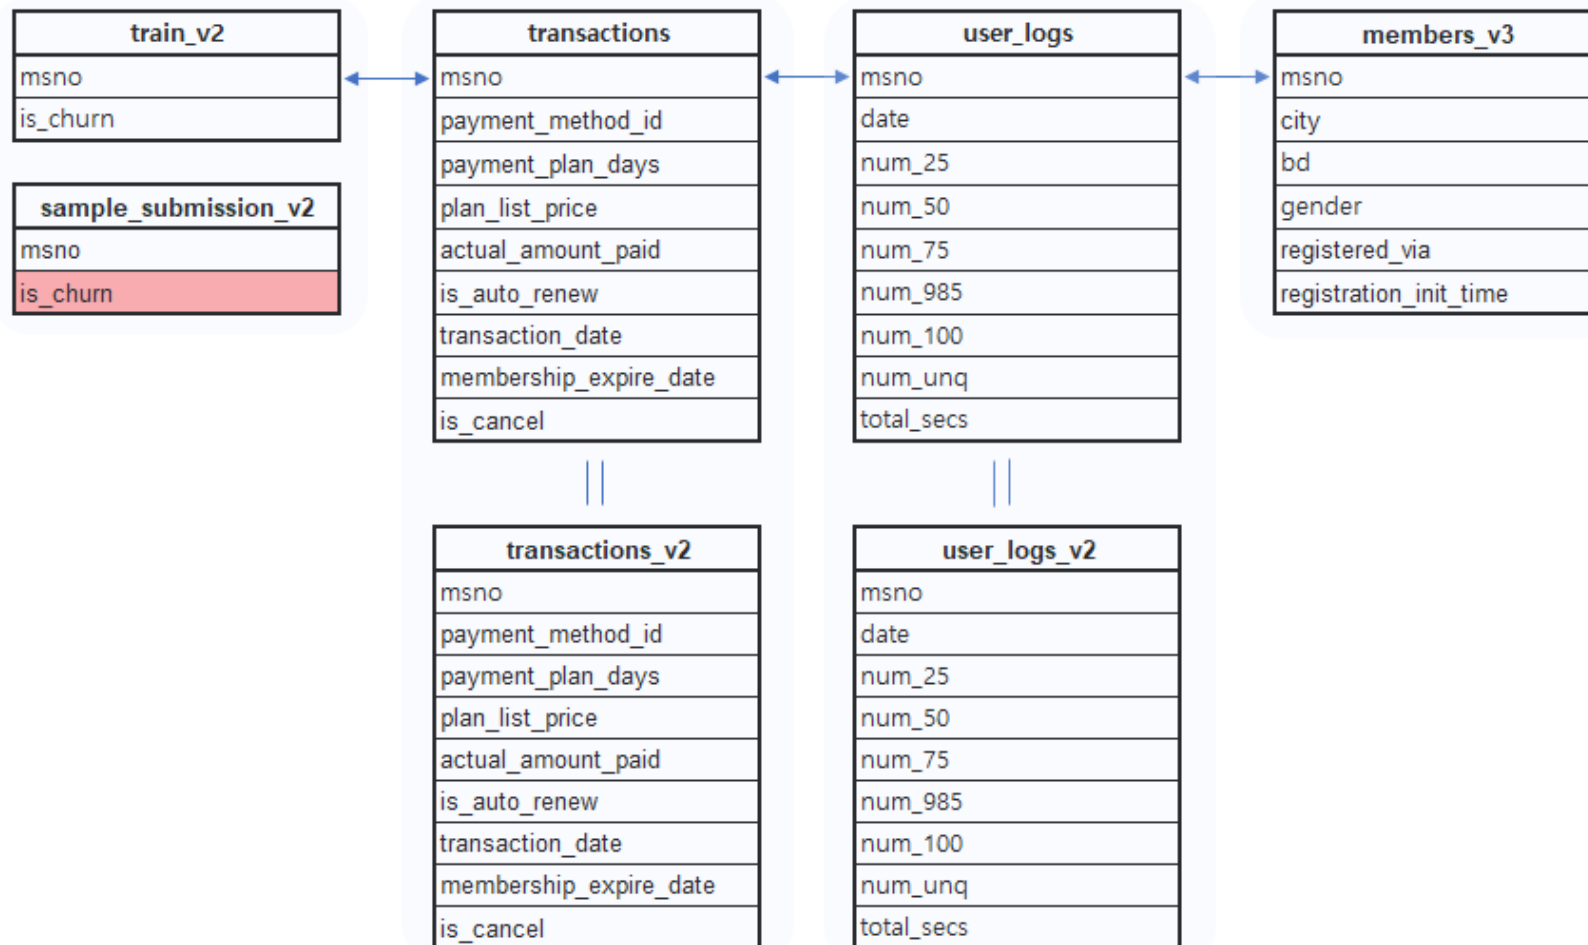 train_v2
msno
is_churn
sample_submission_v2
msno
is_churn
transactions
msno
payment_method_id
payment_plan_days
plan_list_price
actual_amount_paid
is_auto_renew
transaction_date
membership_expire_date
is_cancel
transactions_v2
msno
payment_method_id
payment_plan_days
plan_list_price
actual_amount_paid
is_auto_renew
transaction_date
membership_expire_date
is_cancel
user_logs
msno
date
num_25
num_50
num_75
num_985
num_100
num_unq
total_secs
user_logs_v2
msno
date
num_25
num_50
num_75
num_985
num_100
num_unq
total_secs
members_v3
msno
city
bd
gender
registered_via
registration_init_time